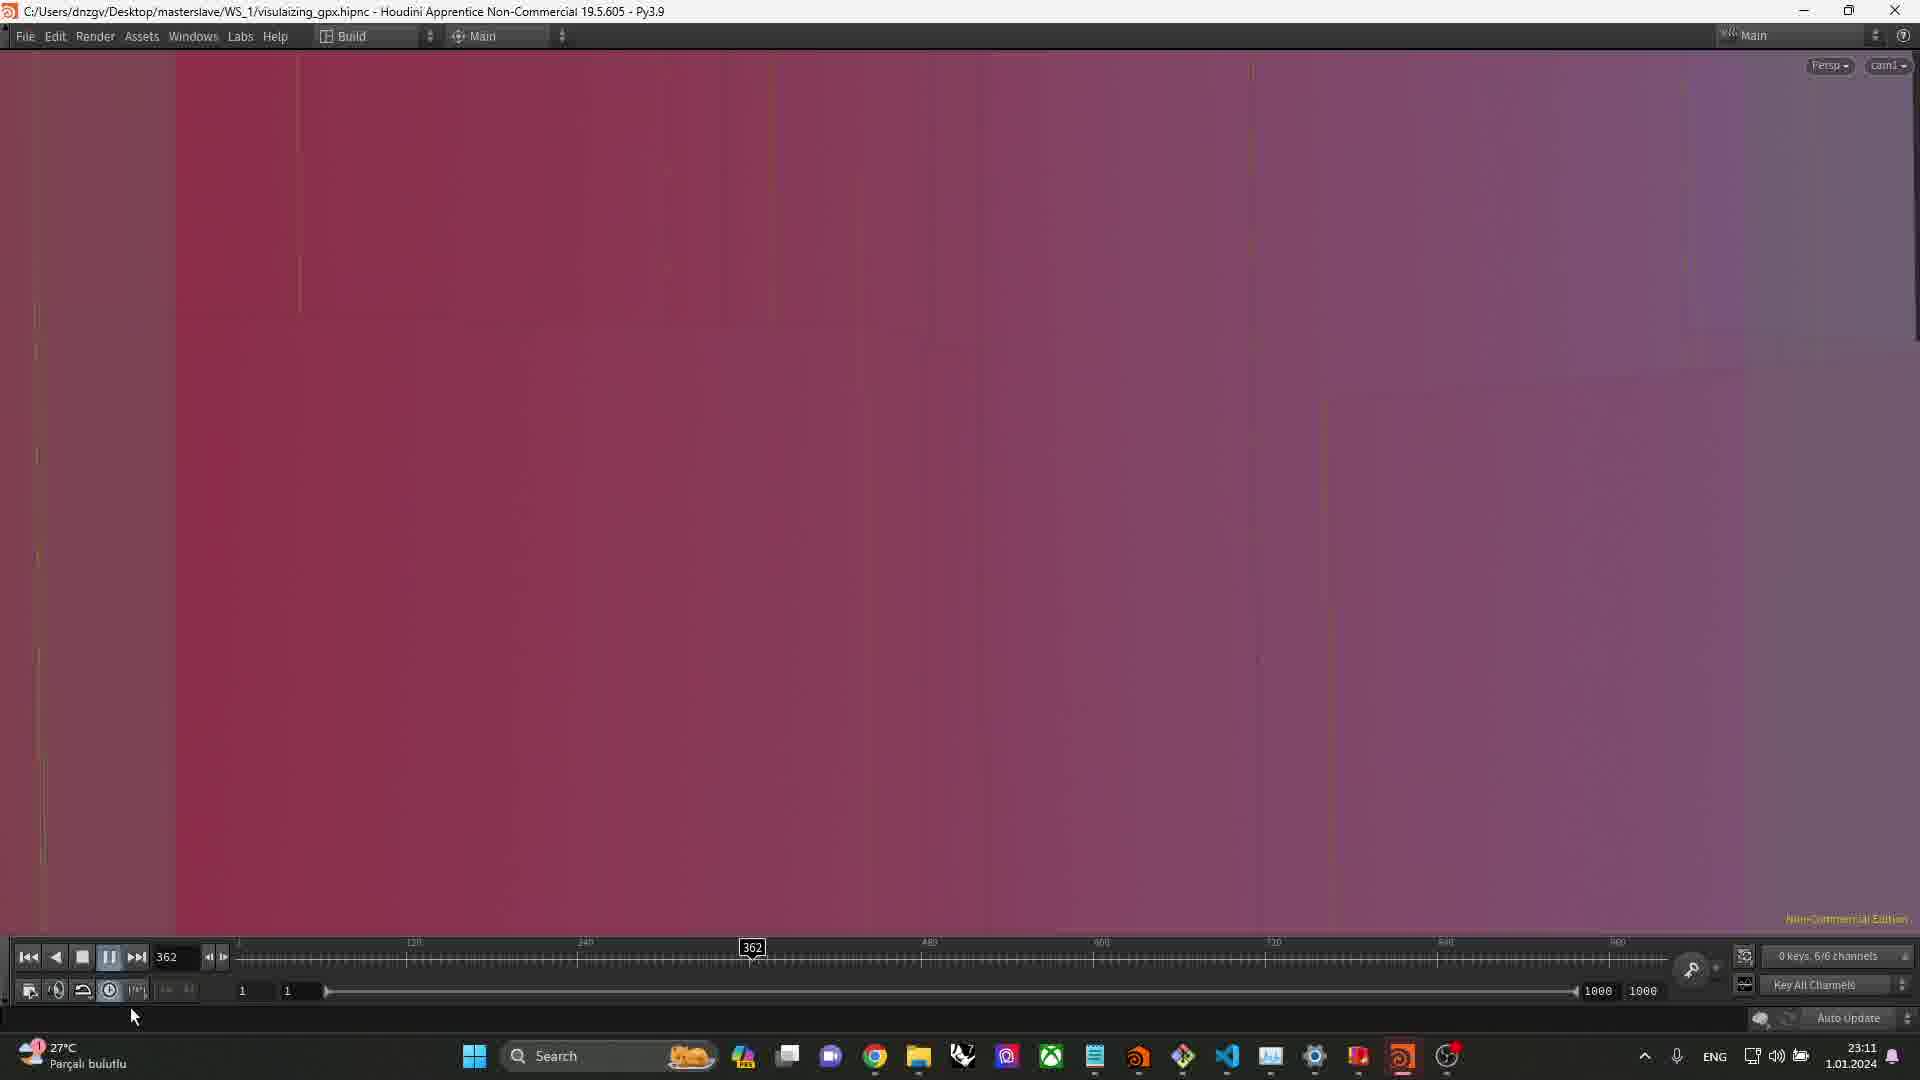 C:/Users/dnzgv/Desktop/masterslave/WS_1/visulaizing_gpx.hipnc - Houdini Apprentice Non-Commercial 19.5.605 - Py3.9
File Edit Render Assets Windows Labs Help Build Main Main
Persp cam1
Non-Commercial Edition
362 1 120 240 362 480 600 720 840 960 0 keys, 6/6 channels
1 1 1000 1000 Key All Channels
Auto Update
27°C
Parçalı bulutlu
Search
ENG
23:11
1.01.2024